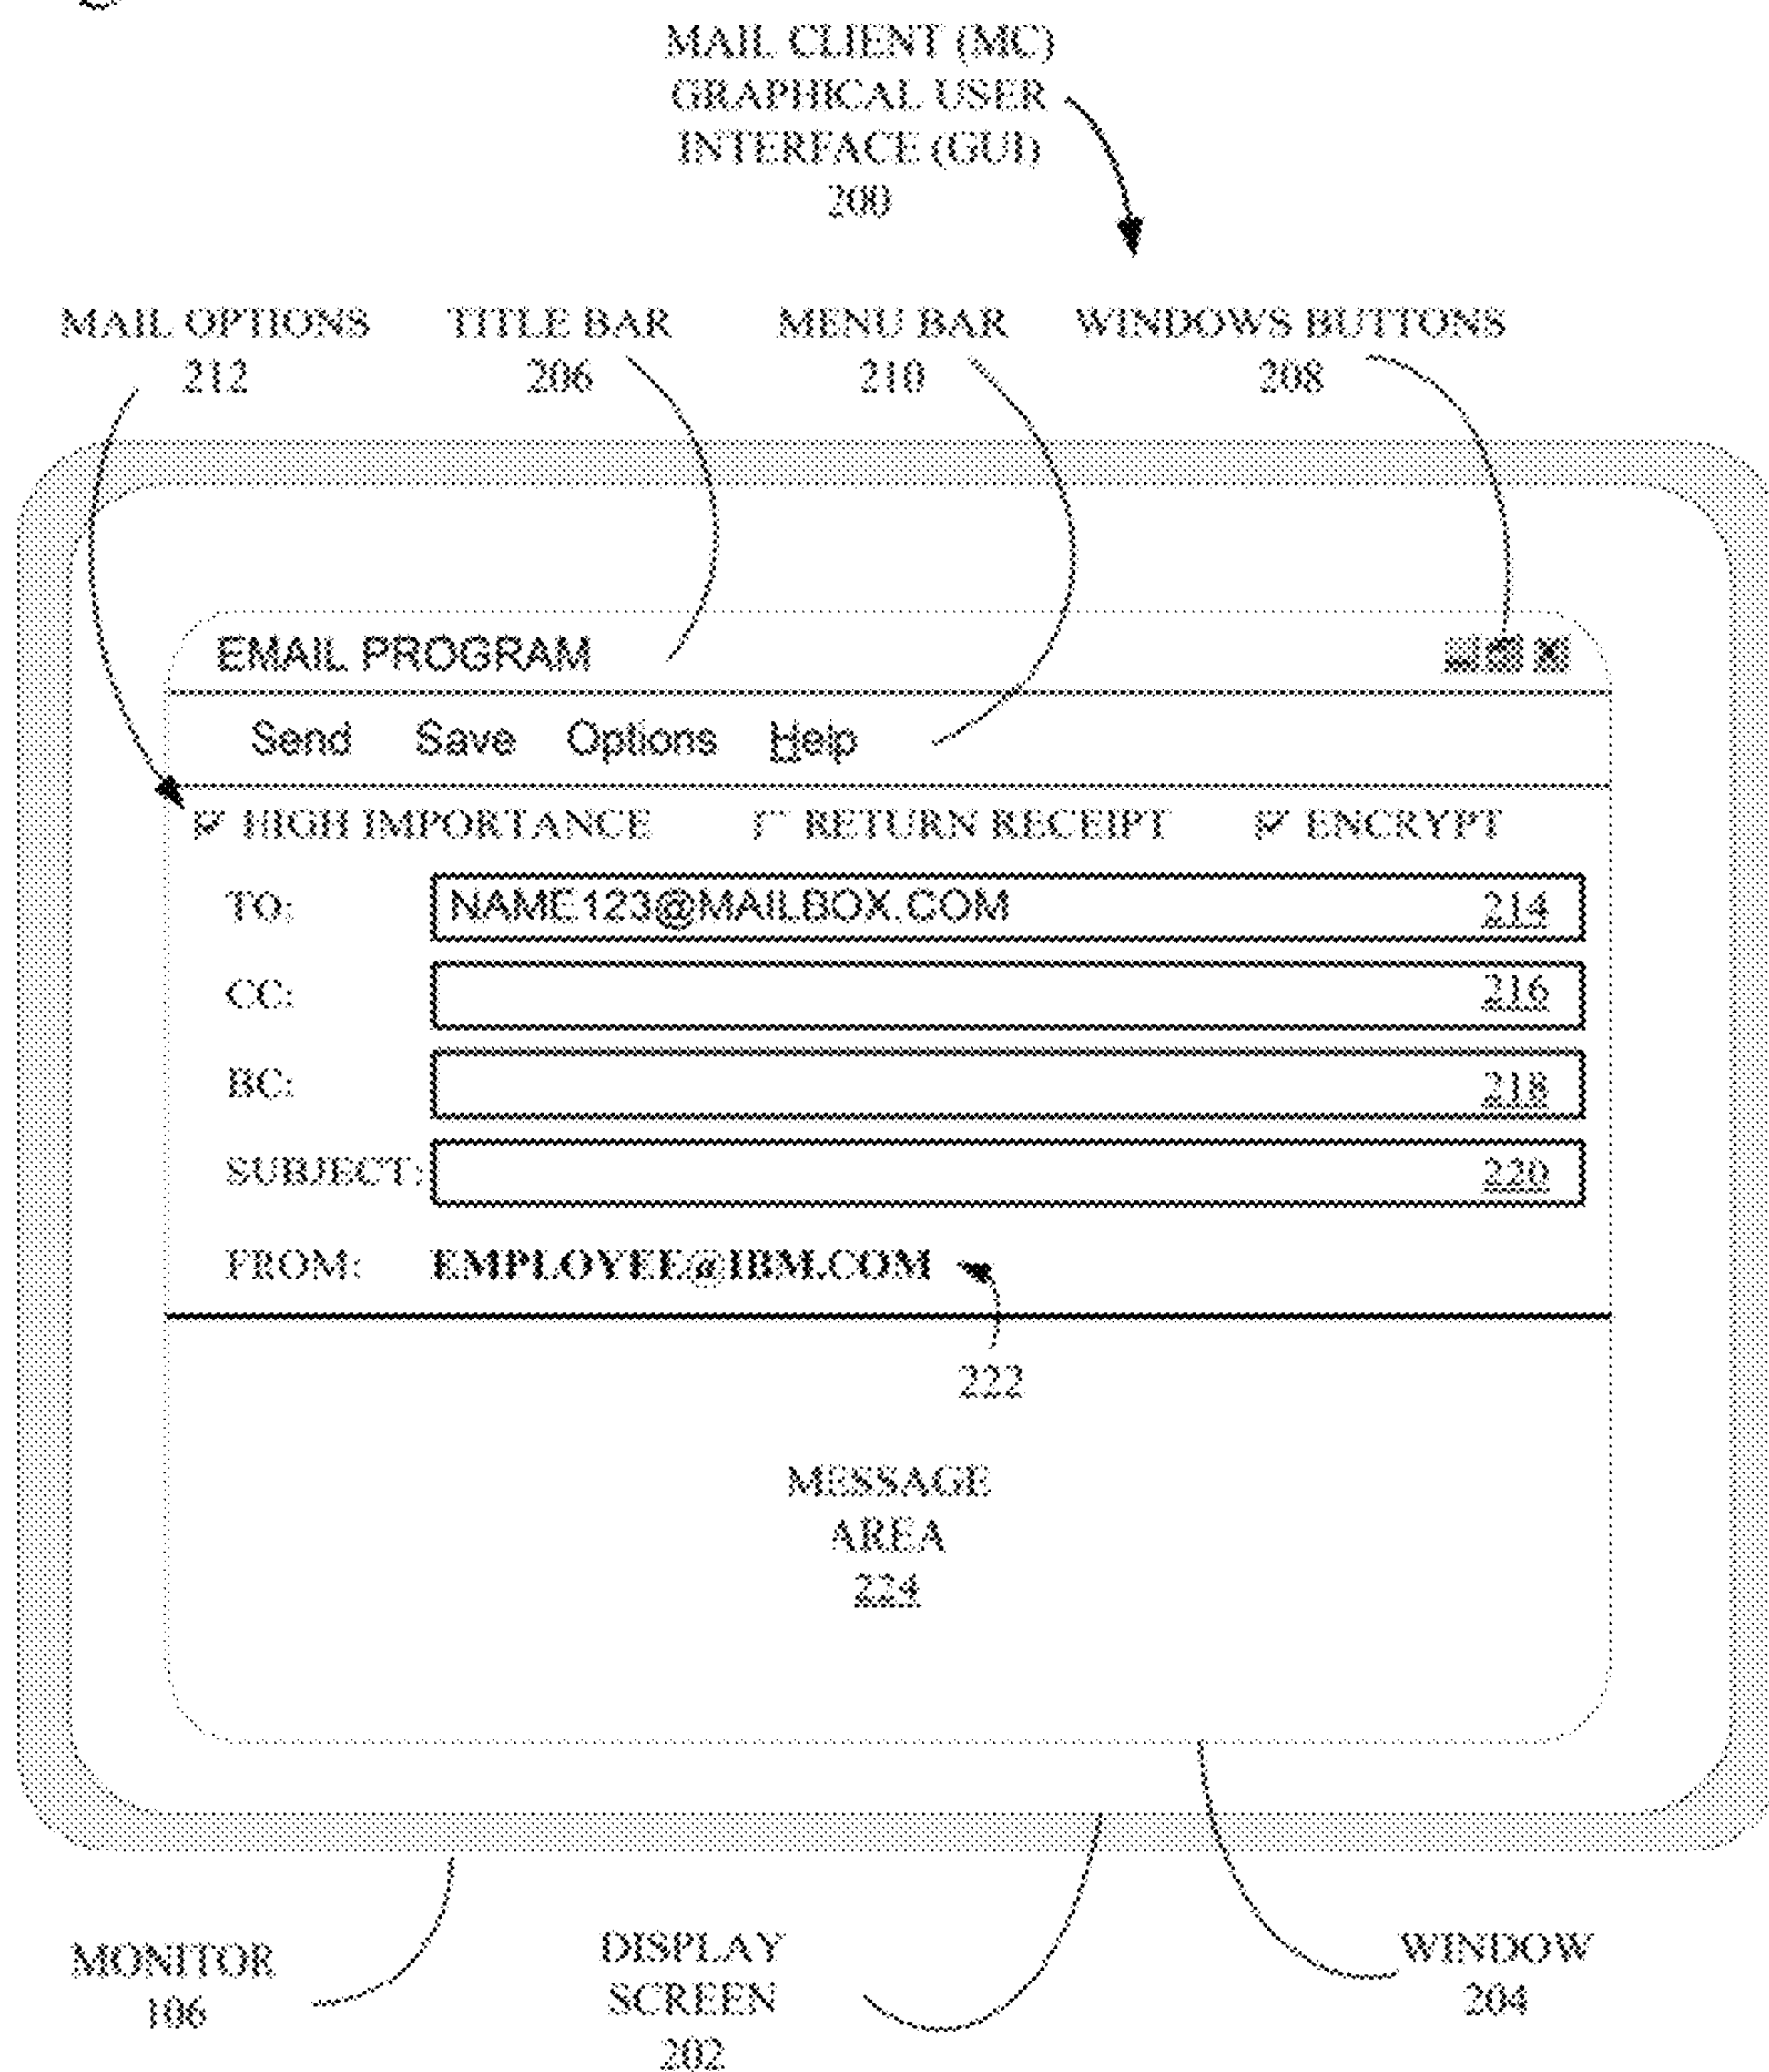 MAIL CLIENT (MC)
GRAPHICAL USER
INTERFACE (GUI)
200
MAIL OPTIONS
212
TITLE BAR
206
MENU BAR
210
WINDOWS BUTTONS
208
EMAIL PROGRAM
Send Save Options Help
HIGH IMPORTANCE RETURN RECEIPT ENCRYPT
TO: NAME123@MAILBOX.COM 214
CC: 216
BC: 218
SUBJECT: 220
FROM: EMPLOYEE@IBM.COM
222
MESSAGE
AREA
224
MONITOR
106
DISPLAY
SCREEN
202
WINDOW
204